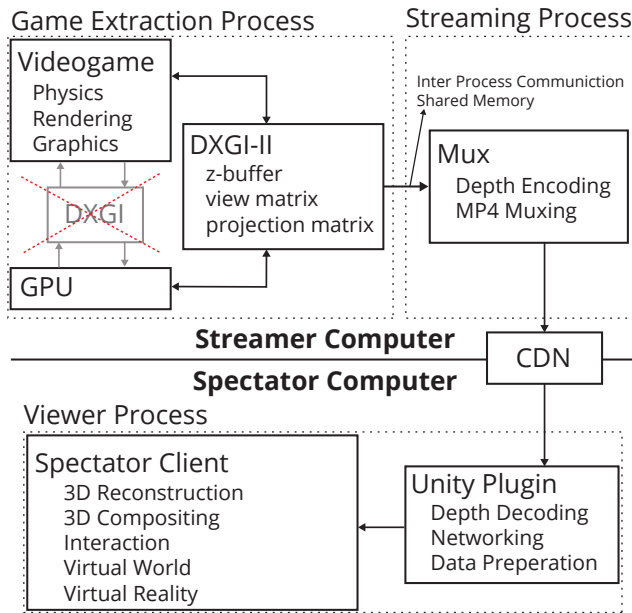 Game Extraction Process
Streaming Process
Videogame
Physics
Rendering
Graphics
DXGI
GPU
DXGI-II
z-buffer
view matrix
projection matrix
Inter Process Communiction
Shared Memory
Mux
Depth Encoding
MP4 Muxing
Streamer Computer
CDN
Spectator Computer
Viewer Process
Spectator Client
3D Reconstruction
3D Compositing
Interaction
Virtual World
Virtual Reality
Unity Plugin
Depth Decoding
Networking
Data Preperation